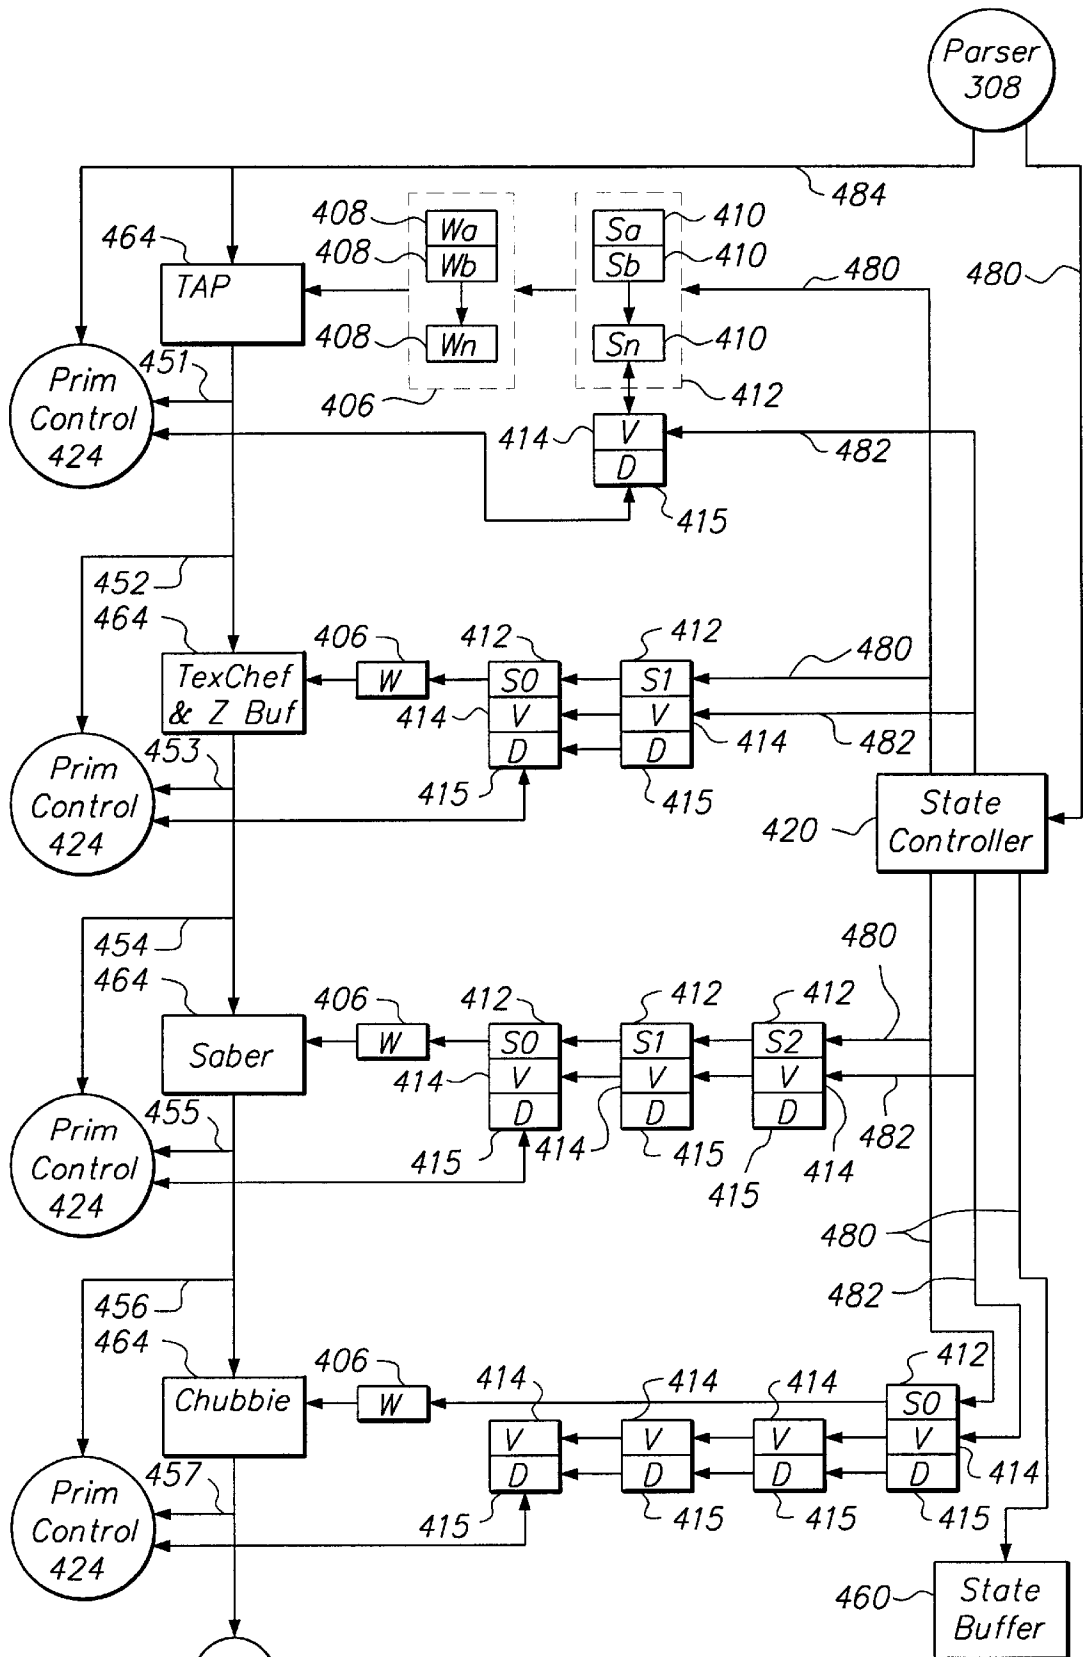 Parser
308
484
464
TAP
408
Wa
408
Wb
408
Wn
406
Sa
410
Sb
410
Sn
410
412
480
480
451
Prim
Control
424
414
V
D
482
415
452
464
TexChef
& Z Buf
406
W
412
S0
414
V
D
415
412
S1
V
414
D
415
480
482
453
Prim
Control
424
420
State
Controller
454
464
Saber
406
W
412
S0
414
V
D
415
412
S1
V
414
D
415
412
S2
V
414
D
415
480
482
455
Prim
Control
424
480
482
456
464
Chubbie
406
W
412
S0
414
V
D
415
414
V
D
415
414
V
D
415
V
414
D
415
457
Prim
Control
424
460
State
Buffer